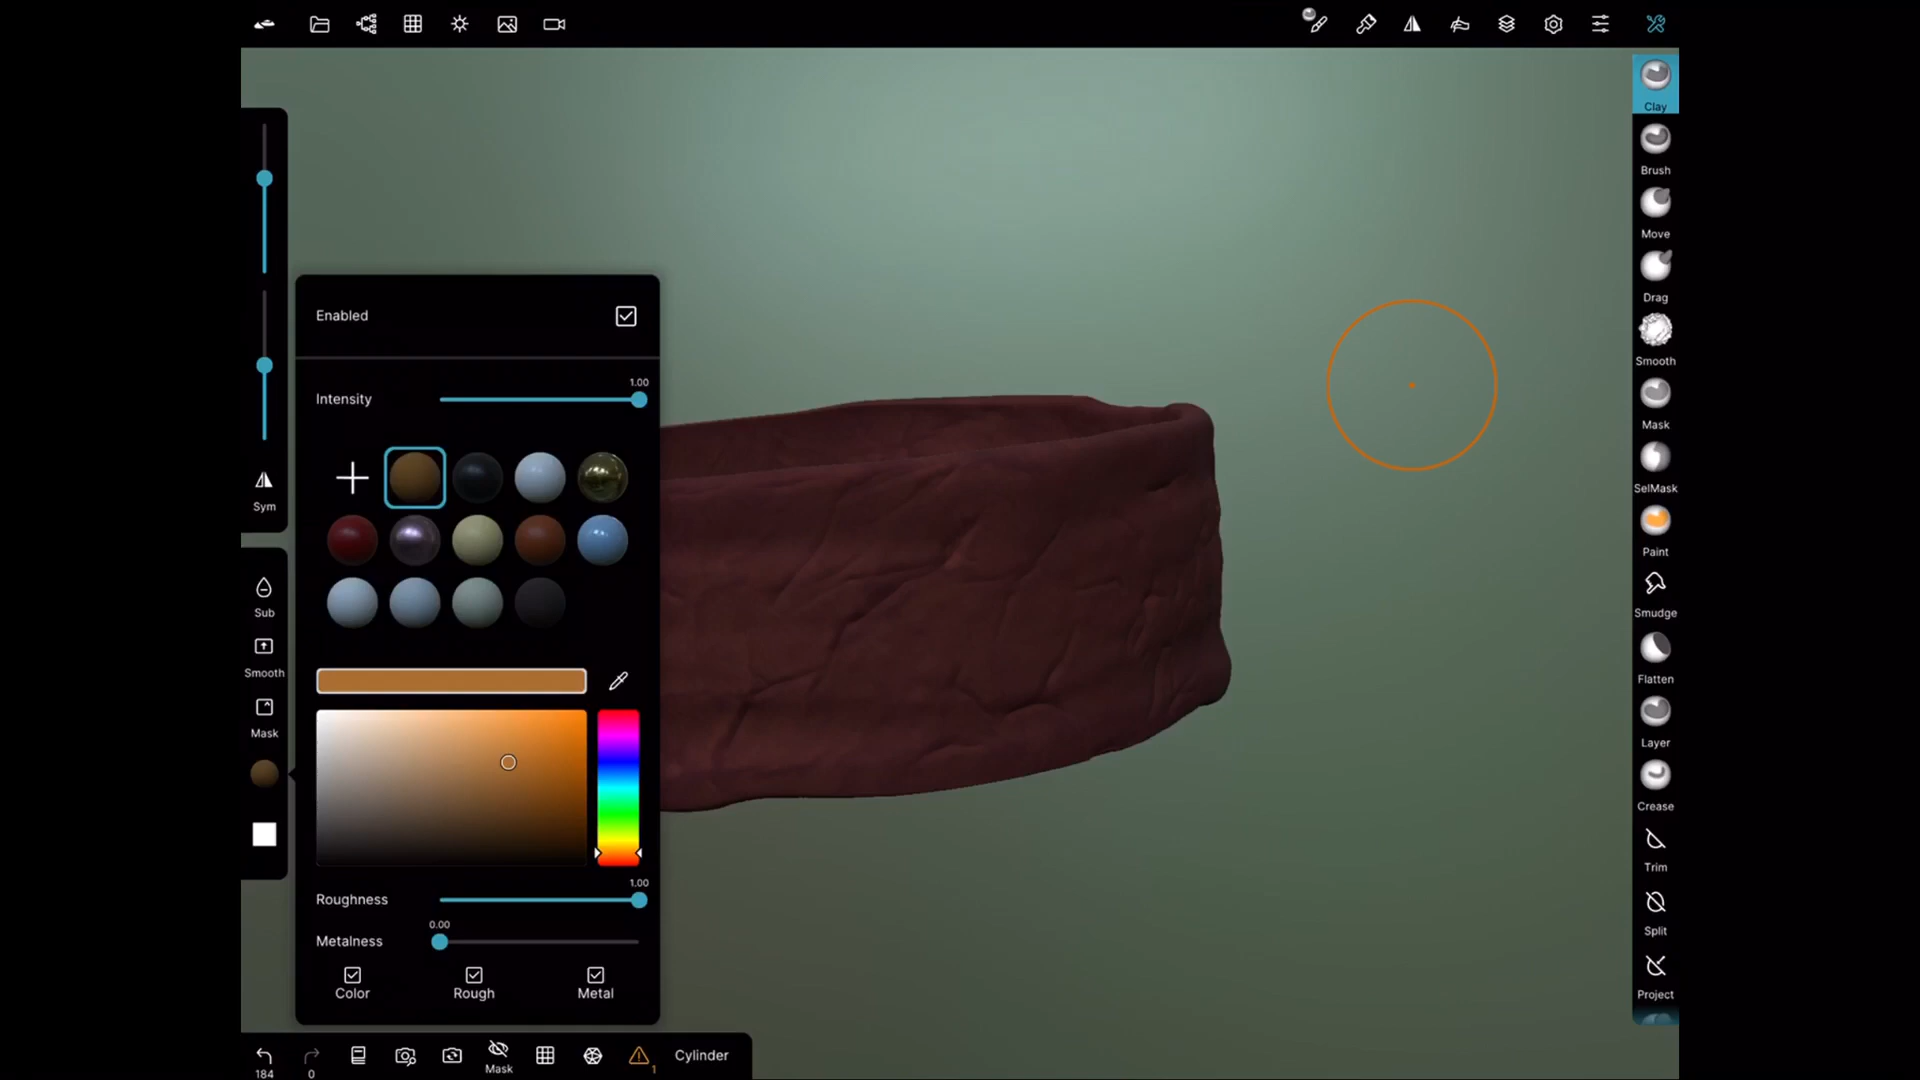 Enabled
Intensity
1.00
Roughness
1.00
Metalness
0.00
Color
Rough
Metal
Sym
Sub
Smooth
Mask
184
0
Mask
1
Cylinder
Clay
Brush
Move
Drag
Smooth
Mask
SelMask
Paint
Smudge
Flatten
Layer
Crease
Trim
Split
Project